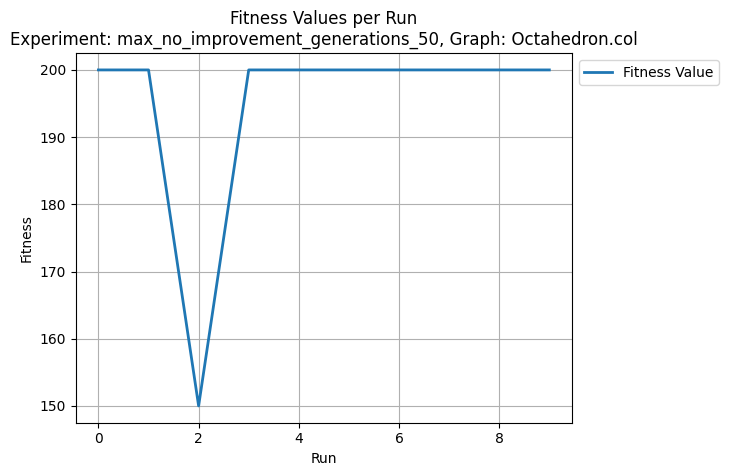 Fitness Values per Run
Experiment: max_no_improvement_generations_50, Graph: Octahedron.col
Fitness Value
200
190
180
170
160
150
Fitness
0 2 4 6 8
Run